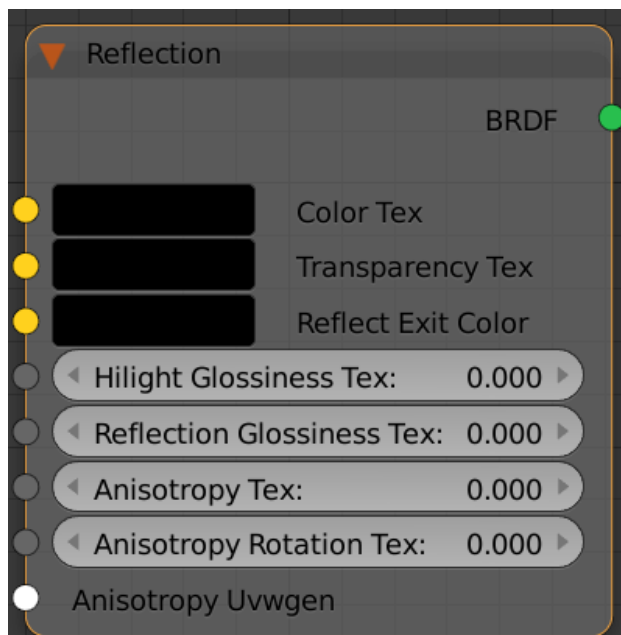 Reflection
BRDF
Color Tex
Transparency Tex
Reflect Exit Color
Hilight Glossiness Tex: 0.000
Reflection Glossiness Tex: 0.000
Anisotropy Tex: 0.000
Anisotropy Rotation Tex: 0.000
Anisotropy Uvwgen